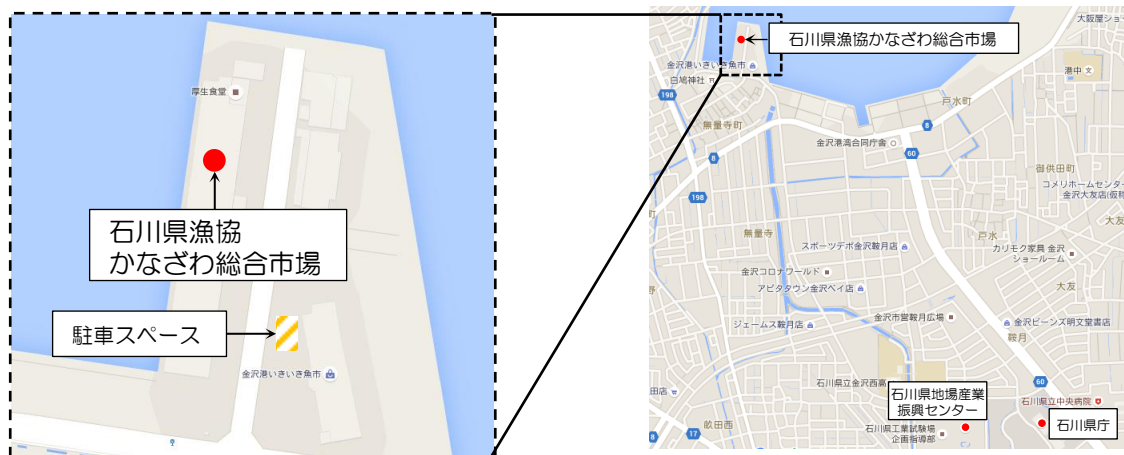 厚生食堂
石川県漁協
かなざわ総合市場
駐車スペース
金沢港いきいき魚市
石川県漁協かなざわ総合市場
大阪屋ショ
金沢港いきいき魚市
白鳩神社
港中
198
戸水町
無量寺町
8
金沢港湾合同庁舎
60
8
御供田町
コメリホームセンター
金沢大友店(仮称
198
町
大友
無量寺
戸水
スポーツデポ金沢鞍月店
カリモク家具 金沢
ショールーム
金沢コロナワールド
大友
アピタタウン金沢ベイ店
野
ジェームス鞍月店
金沢市営鞍月広場
金沢ビーンズ明文堂書店
鞍月
石川県立金沢西高
60
田店
石川県地場産業
振興センター
石川県立中央病院
石川県庁
畝田西
17
8
石川県工業試験場
企画指導部